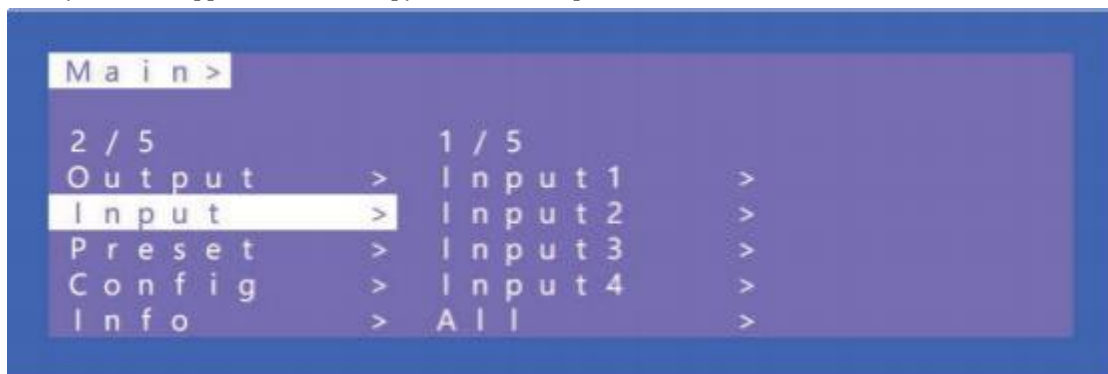 Main>
2/5 1/5
Output > Input1 >
Input > Input2 >
Preset > Input3 >
Config > Input4 >
Info > All >